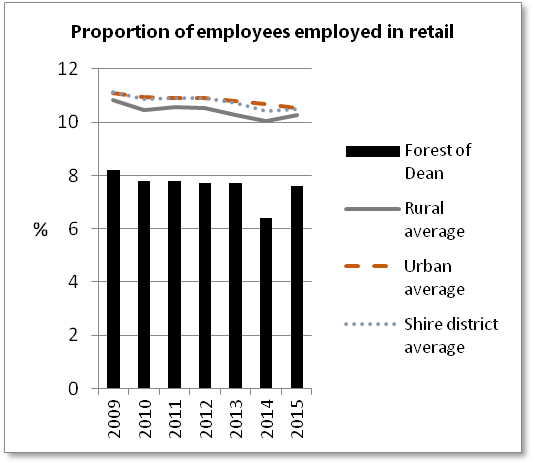 Proportion of employees employed in retail
12
10
8
6
4
2
0
%
2009
2010
2011
2012
2013
2014
2015
Forest of
Dean
Rural
average
Urban
average
Shire district
average